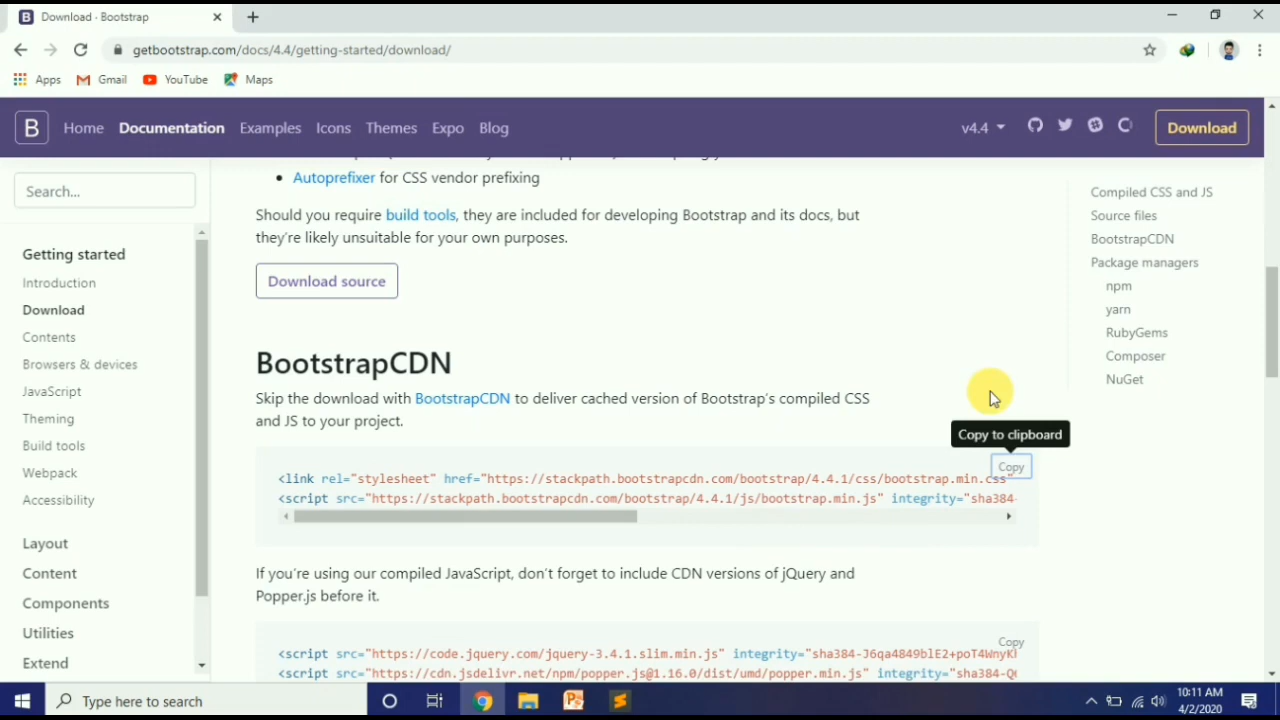 Download · Bootstrap
getbootstrap.com/docs/4.4/getting-started/download/
Apps Gmail YouTube Maps
B Home Documentation Examples Icons Themes Expo Blog v4.4 Download
Search...
Getting started
Introduction
Download
Contents
Browsers & devices
JavaScript
Theming
Build tools
Webpack
Accessibility
Layout
Content
Components
Utilities
Extend
Autoprefixer for CSS vendor prefixing
Should you require build tools, they are included for developing Bootstrap and its docs, but
they're likely unsuitable for your own purposes.
Download source
BootstrapCDN
Skip the download with BootstrapCDN to deliver cached version of Bootstrap's compiled CSS
and JS to your project.
Copy to clipboard
Copy
<link rel="stylesheet" href="https://stackpath.bootstrapcdn.com/bootstrap/4.4.1/css/bootstrap.min.css"
<script src="https://stackpath.bootstrapcdn.com/bootstrap/4.4.1/js/bootstrap.min.js" integrity="sha384-
If you're using our compiled JavaScript, don't forget to include CDN versions of jQuery and
Popper.js before it.
Copy
<script src="https://code.jquery.com/jquery-3.4.1.slim.min.js" integrity="sha384-J6qa4849blE2+poT4WnyKh
<script src="https://cdn.jsdelivr.net/npm/popper.js@1.16.0/dist/umd/popper.min.js" integrity="sha384-Q6
Compiled CSS and JS
Source files
BootstrapCDN
Package managers
npm
yarn
RubyGems
Composer
NuGet
Type here to search
10:11 AM
4/2/2020